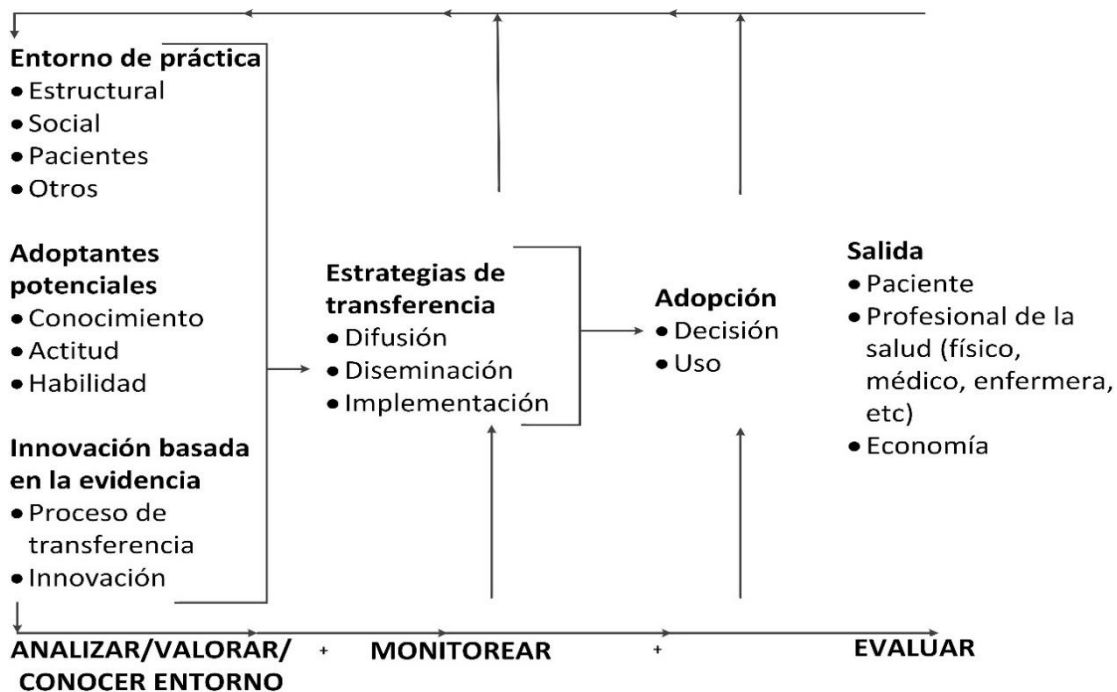 Entorno de práctica
• Estructural
• Social
• Pacientes
• Otros
Adoptantes
potenciales
• Conocimiento
• Actitud
• Habilidad
Innovación basada
en la evidencia
• Proceso de
transferencia
• Innovación
Estrategias de
transferencia
• Difusión
• Diseminación
• Implementación
Adopción
• Decisión
• Uso
Salida
• Paciente
• Profesional de la
salud (físico,
médico, enfermera,
etc)
• Economía
ANALIZAR/VALORAR/
CONOCER ENTORNO
+
MONITOREAR
+
EVALUAR